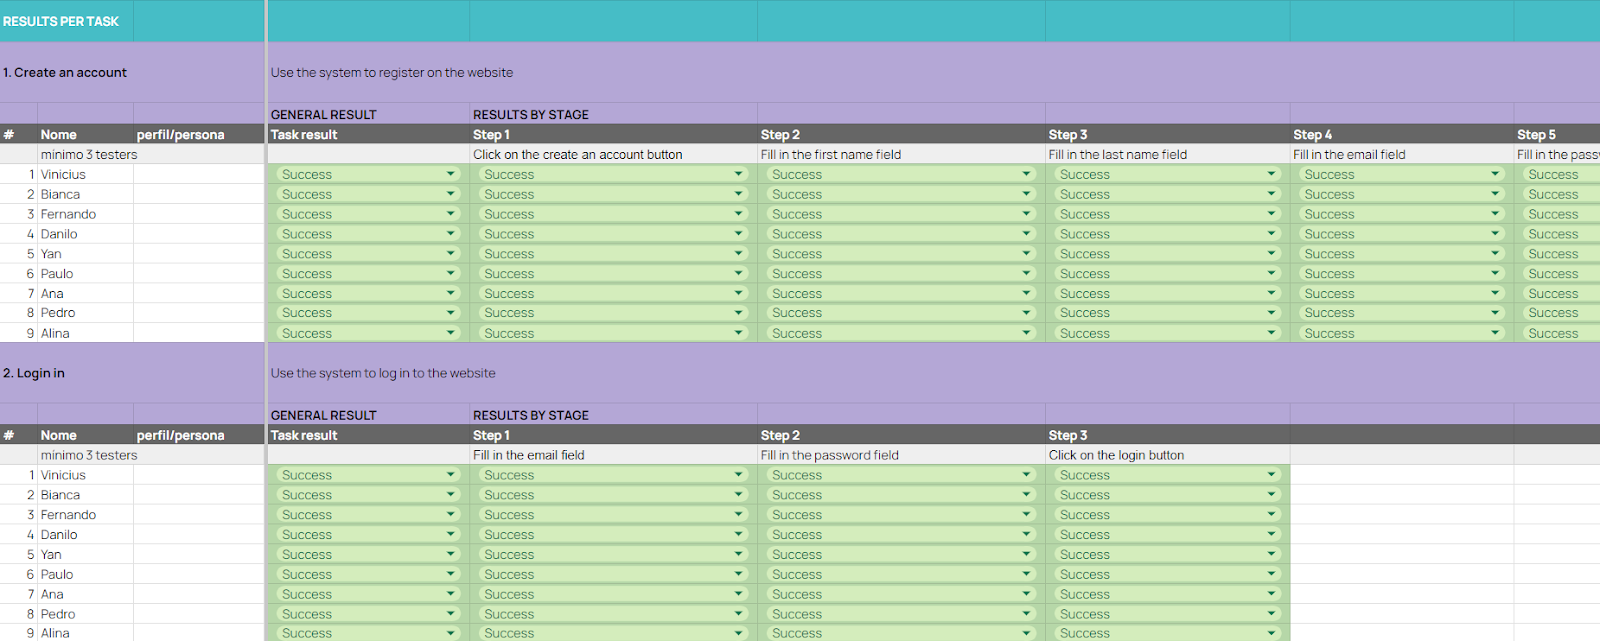 RESULTS PER TASK
1. Create an account Use the system to register on the website
GENERAL RESULT RESULTS BY STAGE
# Nome perfil/persona Task result Step 1 Step 2 Step 3 Step 4 Step 5
mínimo 3 testers Click on the create an account button Fill in the first name field Fill in the last name field Fill in the email field Fill in the
1 Vinicius Success Success Success Success Success Success
2 Bianca Success Success Success Success Success Success
3 Fernando Success Success Success Success Success Success
4 Danilo Success Success Success Success Success Success
5 Yan Success Success Success Success Success Success
6 Paulo Success Success Success Success Success Success
7 Ana Success Success Success Success Success Success
8 Pedro Success Success Success Success Success Success
9 Alina Success Success Success Success Success Success
2. Login in Use the system to log in to the website
GENERAL RESULT RESULTS BY STAGE
# Nome perfil/persona Task result Step 1 Step 2 Step 3
mínimo 3 testers Fill in the email field Fill in the password field Click on the login button
1 Vinicius Success Success Success Success
2 Bianca Success Success Success Success
3 Fernando Success Success Success Success
4 Danilo Success Success Success Success
5 Yan Success Success Success Success
6 Paulo Success Success Success Success
7 Ana Success Success Success Success
8 Pedro Success Success Success Success
9 Alina Success Success Success Success